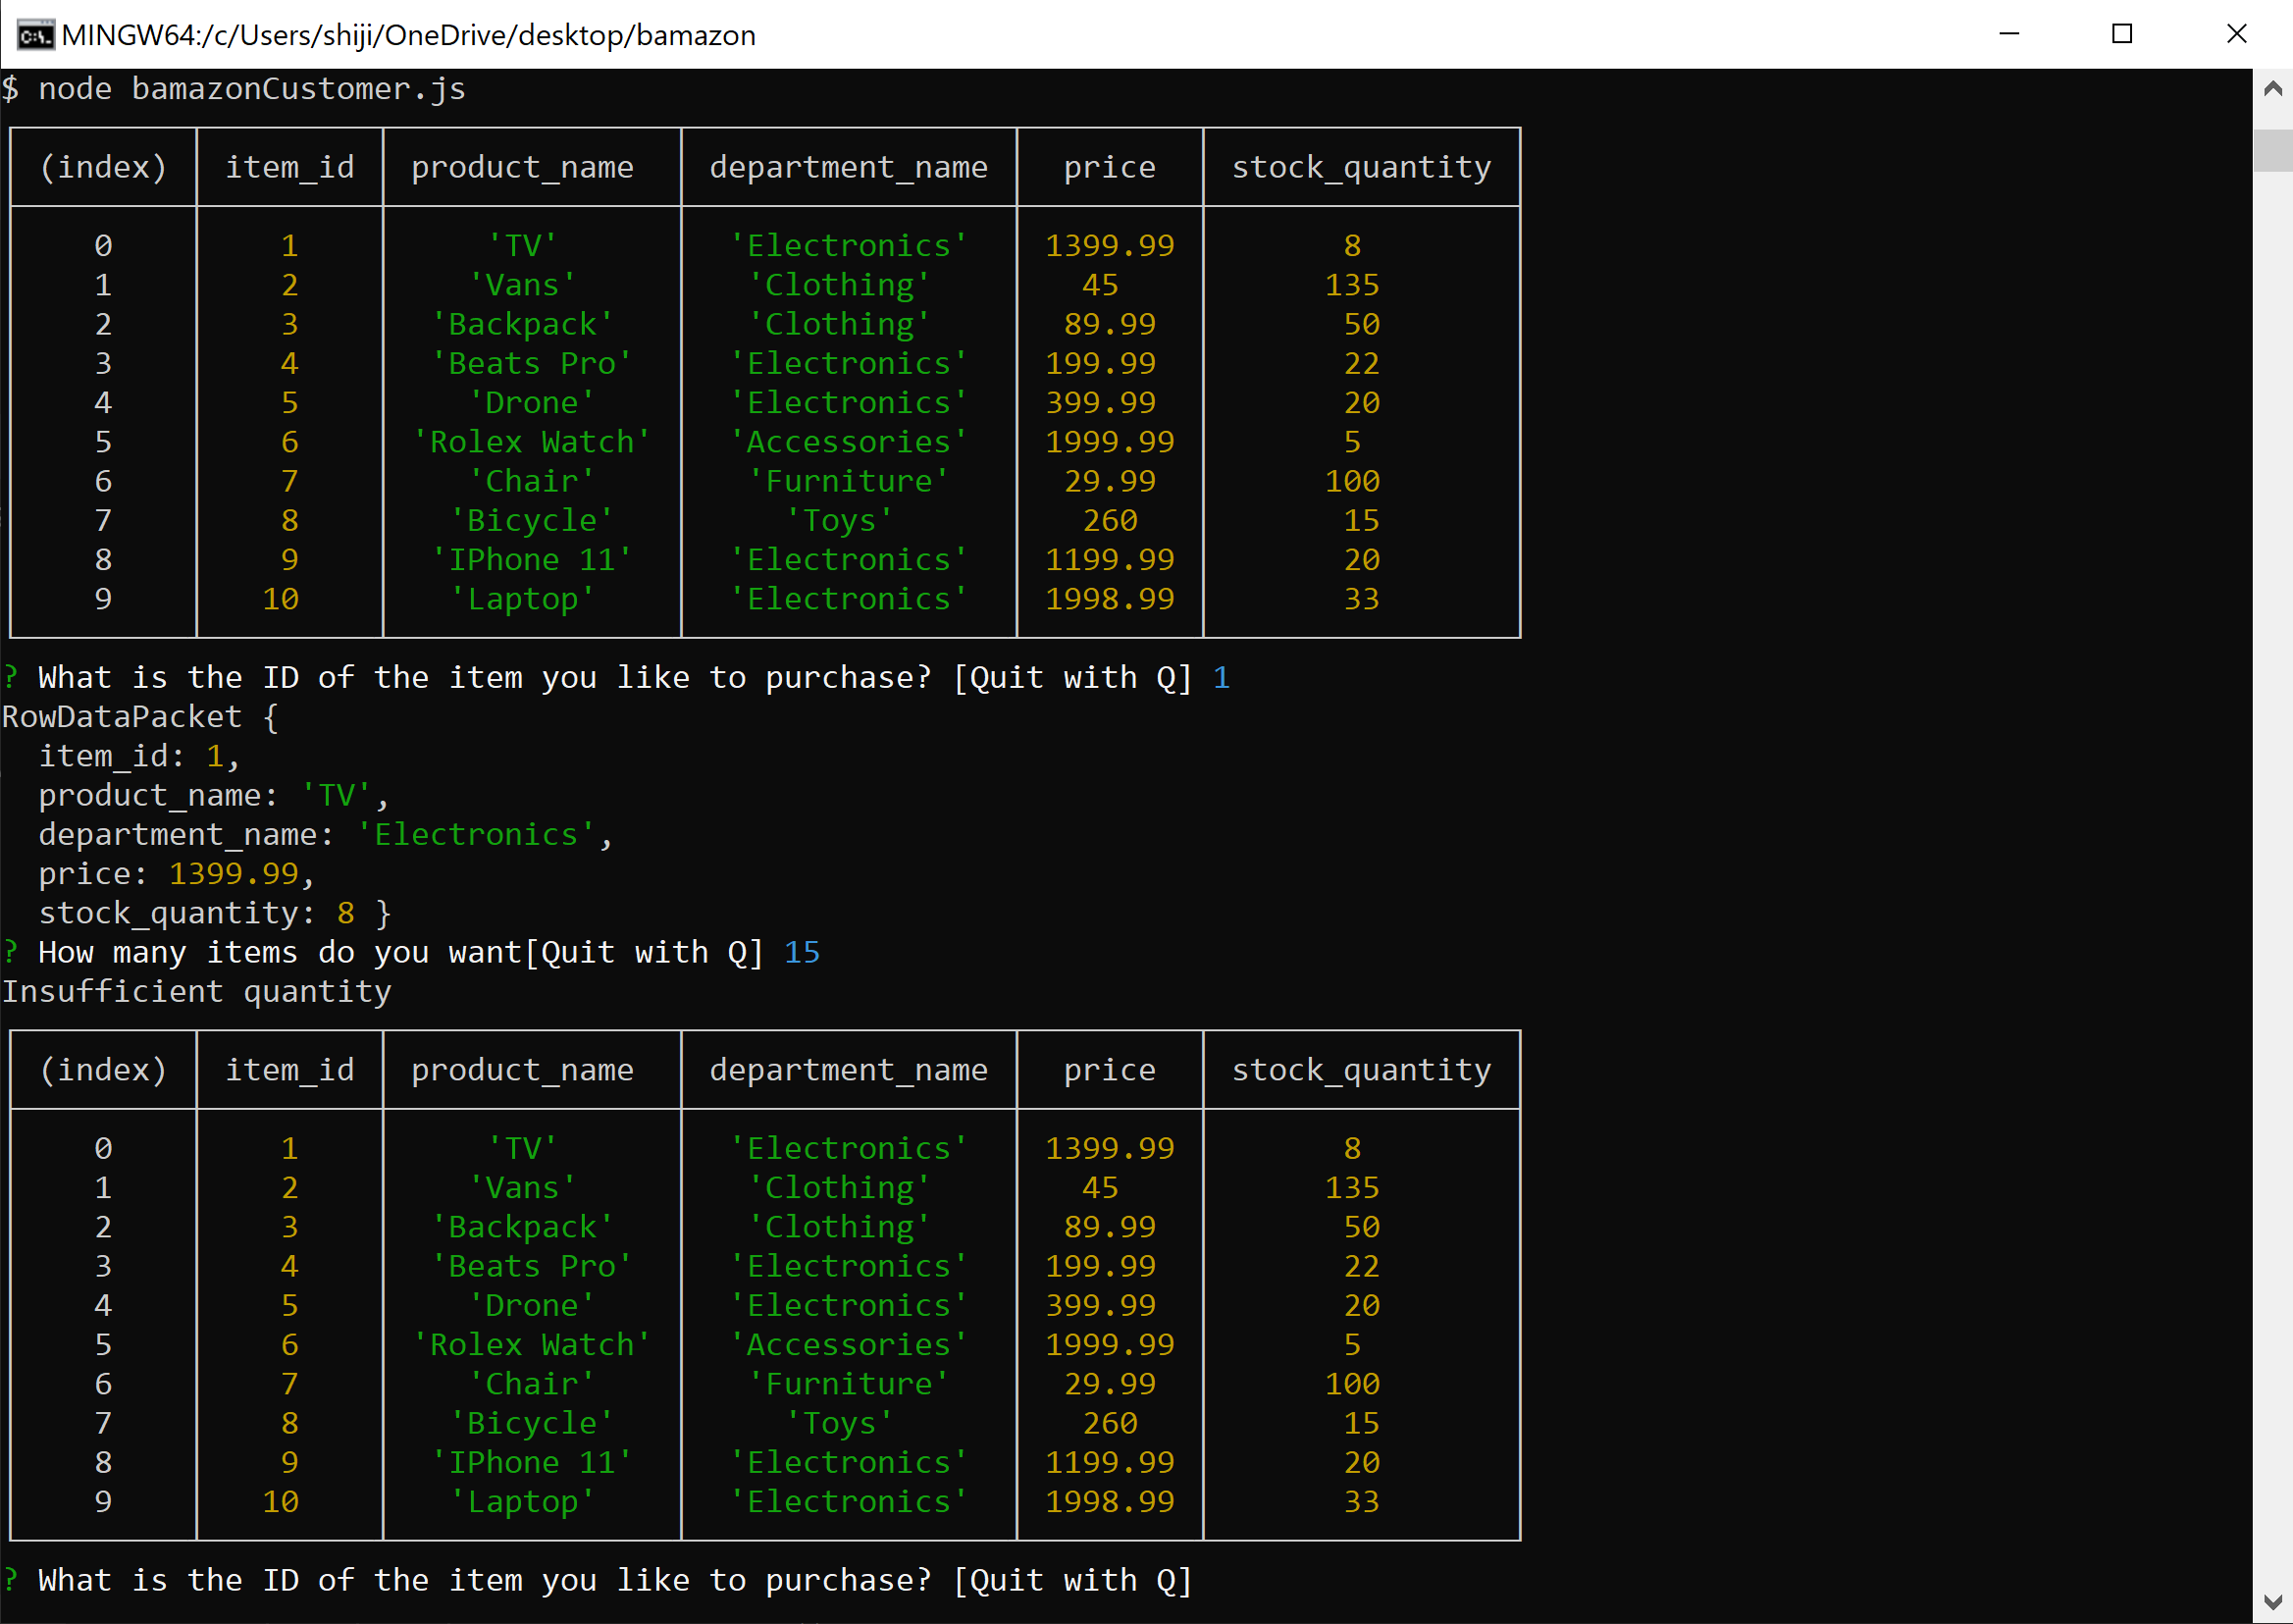 MINGW64:/c/Users/shiji/OneDrive/desktop/bamazon
$ node bamazonCustomer.js
(index) item_id product_name department_name price stock_quantity
0 1 'TV' 'Electronics' 1399.99 8
1 2 'Vans' 'Clothing' 45 135
2 3 'Backpack' 'Clothing' 89.99 50
3 4 'Beats Pro' 'Electronics' 199.99 22
4 5 'Drone' 'Electronics' 399.99 20
5 6 'Rolex Watch' 'Accessories' 1999.99 5
6 7 'Chair' 'Furniture' 29.99 100
7 8 'Bicycle' 'Toys' 260 15
8 9 'IPhone 11' 'Electronics' 1199.99 20
9 10 'Laptop' 'Electronics' 1998.99 33
? What is the ID of the item you like to purchase? [Quit with Q] 1
RowDataPacket {
item_id: 1,
product_name: 'TV',
department_name: 'Electronics',
price: 1399.99,
stock_quantity: 8 }
? How many items do you want[Quit with Q] 15
Insufficient quantity
(index) item_id product_name department_name price stock_quantity
0 1 'TV' 'Electronics' 1399.99 8
1 2 'Vans' 'Clothing' 45 135
2 3 'Backpack' 'Clothing' 89.99 50
3 4 'Beats Pro' 'Electronics' 199.99 22
4 5 'Drone' 'Electronics' 399.99 20
5 6 'Rolex Watch' 'Accessories' 1999.99 5
6 7 'Chair' 'Furniture' 29.99 100
7 8 'Bicycle' 'Toys' 260 15
8 9 'IPhone 11' 'Electronics' 1199.99 20
9 10 'Laptop' 'Electronics' 1998.99 33
? What is the ID of the item you like to purchase? [Quit with Q]